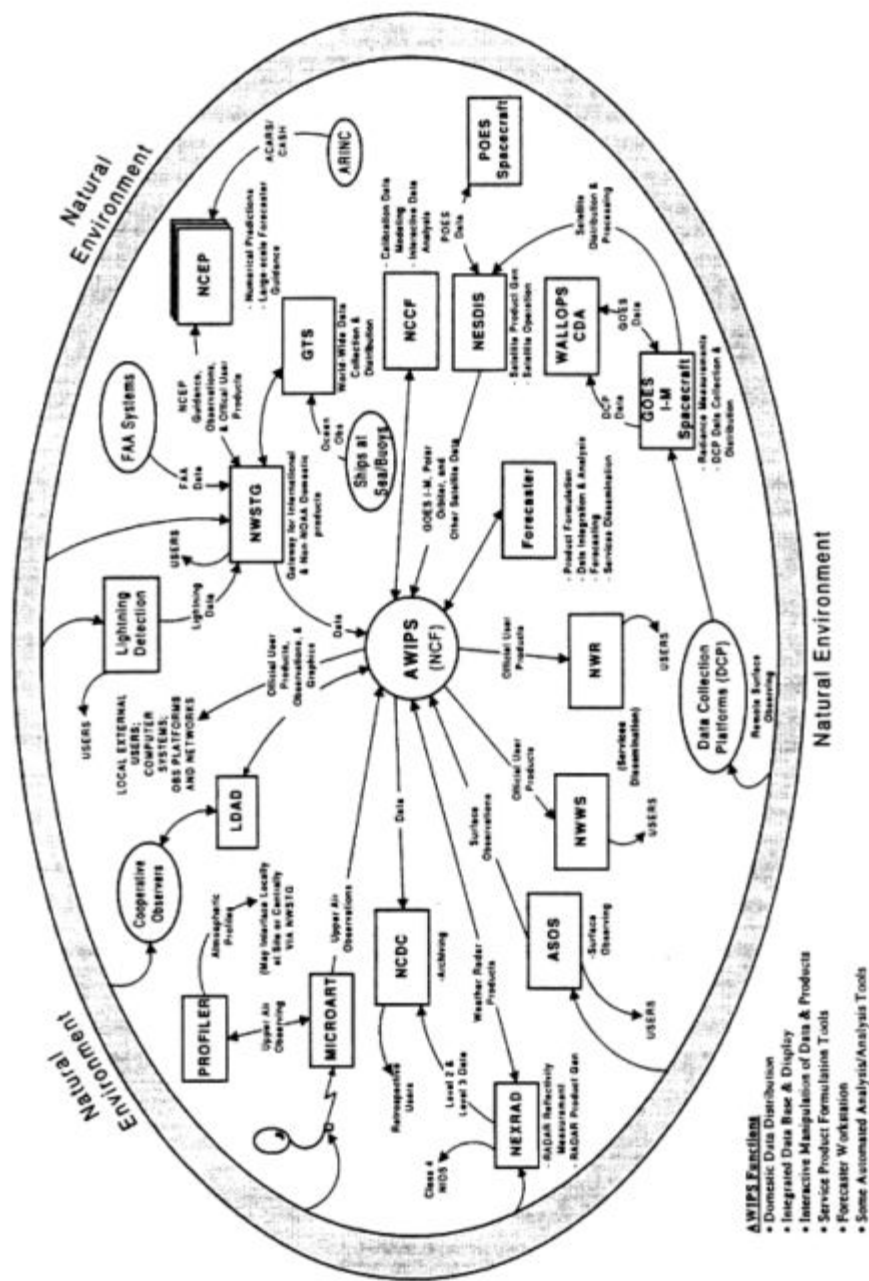 Natural
Environment
Natural
Environment
Natural Environment
FAA Systems
FAA
Data
NCEP
- Numerical Predictions
- Large-scale Forecaster
Guidance
ACARS/
CASH
ARINC
NCEP
Guidance,
Observations,
& Offical User
Products
USERS
NWSTG
Gateway for International
& Non NOAA Domestic
products
GTS
World Wide Data
Collection &
Distribution
Ocean
Obs
Ships at
Sea/Buoys
Lightning
Detection
Lightning
Data
USERS
Data
LOCAL EXTERNAL
USERS;
COMPUTER
SYSTEMS;
OBS PLATFORMS
AND NETWORKS
Official User
Products,
Observations, &
Graphics
Cooperative
Observers
LDAD
PROFILER
Atmospheric
Profiles
(May Interface Locally
at Site or Centrally
Via NWSTG
Upper Air
Observing
MICROART
Upper Air
Observations
AWIPS
(NCF)
NCCF
- Calibration Data
Modeling
- Interactive Data
Analysis
GOES I-M, Polar
Orbiter, and
Other Satellite Data
NESDIS
- Satellite Product Gen
- Satellite Operation
POES
Data
POES
Spacecraft
Satellite
Distribution &
Processing
WALLOPS
CDA
GOES
Data
DCP
Data
GOES
I-M
Spacecraft
- Radiance Measurements
- DCP Data Collection &
Distribution
Forecaster
- Product Formulation
- Data Integration & Analysis
- Forecasting
- Services Dissemination
Data
NCDC
-Archiving
Retrospective
Users
Level 2 &
Level 3 Data
Weather Radar
Products
Class 4
NIDS
NEXRAD
- RADAR Reflectivity
Measurement
- RADAR Product Gen
Surface
Observations
ASOS
-Surface
Observing
USERS
Official User
Products
NWWS
USERS
(Services
Dissemination)
Official User
Products
NWR
USERS
Data Collection
Platforms (DCP)
Remote Surface
Observing
AWIPS Functions
• Domestic Data Distribution
• Integrated Data Base & Display
• Interactive Manipulation of Data & Products
• Service Product Formulation Tools
• Forecaster Workstation
• Some Automated Analysis/Analysis Tools